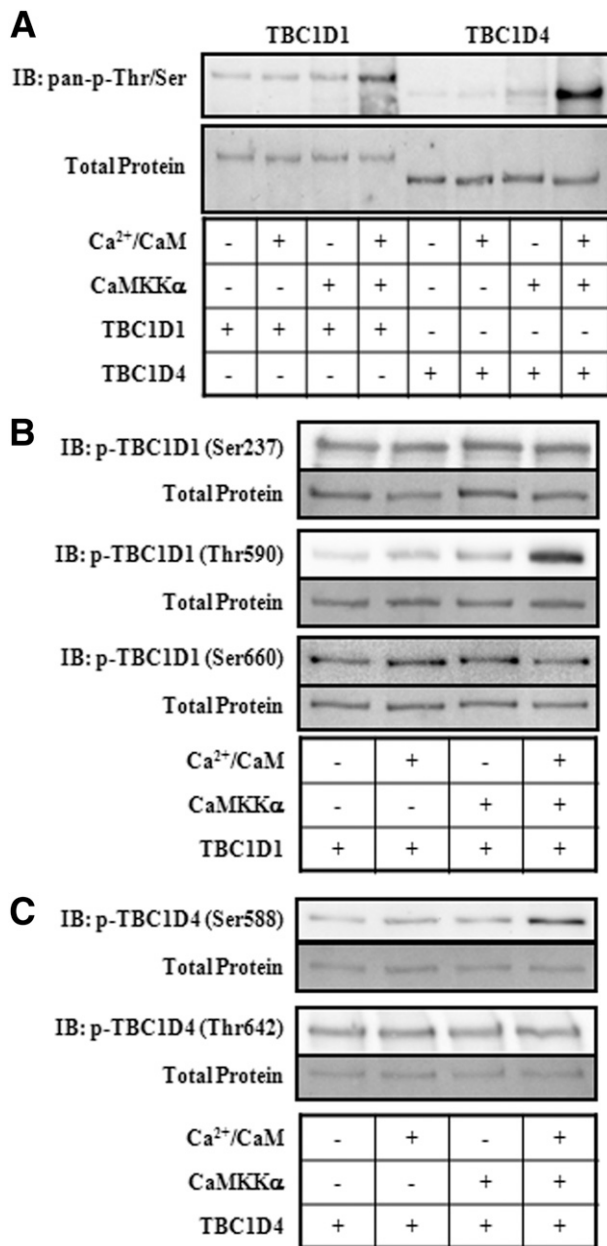 A
TBC1D1 TBC1D4
IB: pan-p-Thr/Ser
Total Protein
Ca²⁺/CaM - + - + - + - +
CaMKKα - - + + - - + +
TBC1D1 + + + + - - - -
TBC1D4 - - - - + + + +
B
IB: p-TBC1D1 (Ser237)
Total Protein
IB: p-TBC1D1 (Thr590)
Total Protein
IB: p-TBC1D1 (Ser660)
Total Protein
Ca²⁺/CaM - + - +
CaMKKα - - + +
TBC1D1 + + + +
C
IB: p-TBC1D4 (Ser588)
Total Protein
IB: p-TBC1D4 (Thr642)
Total Protein
Ca²⁺/CaM - + - +
CaMKKα - - + +
TBC1D4 + + + +